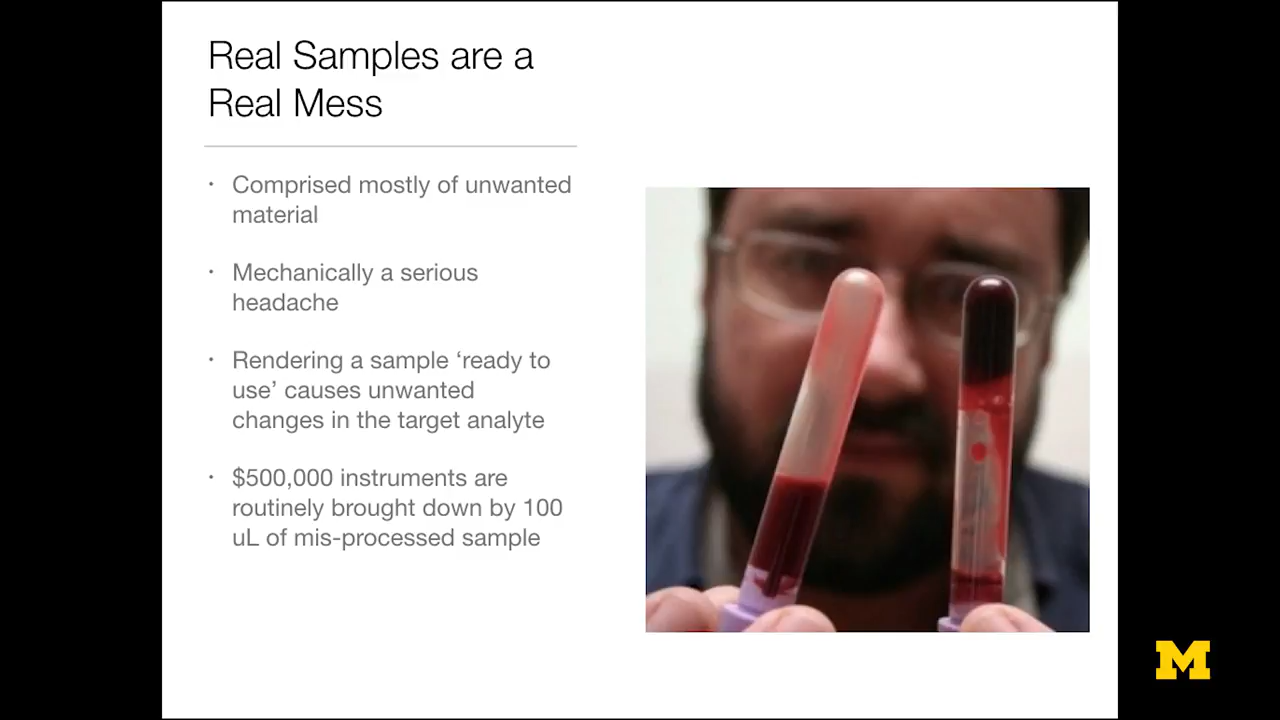 Real Samples are a
Real Mess
· Comprised mostly of unwanted
material
· Mechanically a serious
headache
· Rendering a sample ‘ready to
use’ causes unwanted
changes in the target analyte
· $500,000 instruments are
routinely brought down by 100
uL of mis-processed sample
M